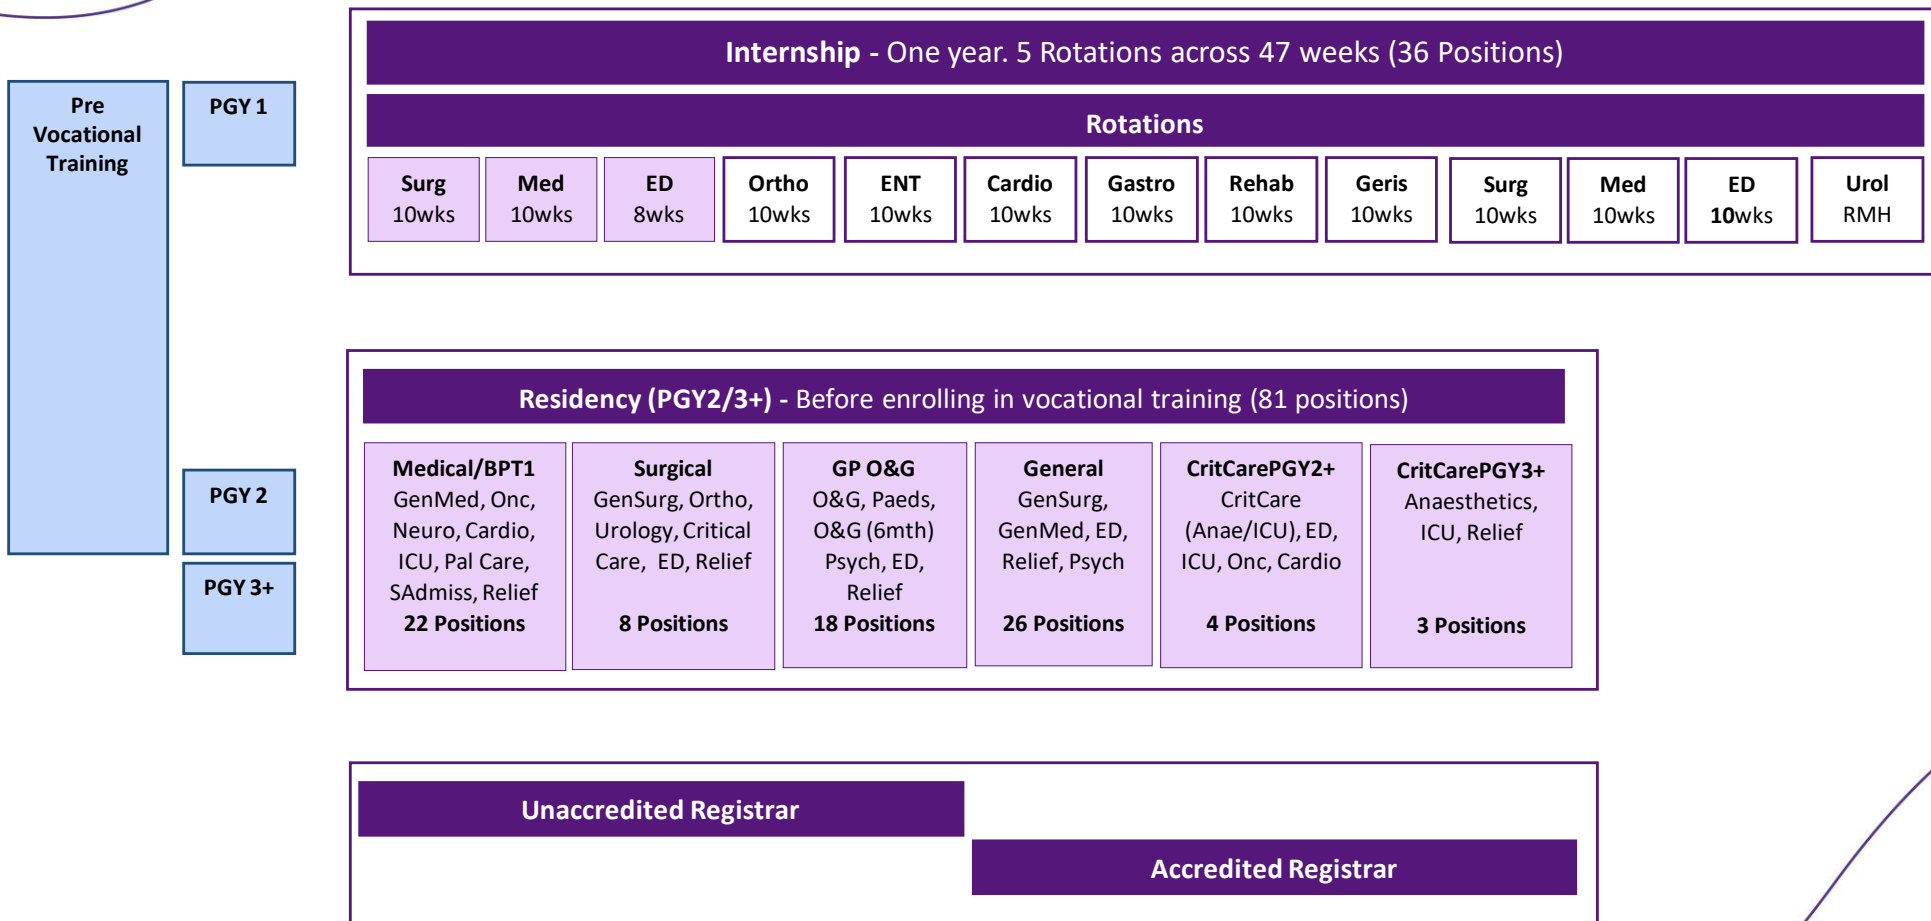 Internship - One year. 5 Rotations across 47 weeks (36 Positions)
Pre
Vocational
Training
PGY 1
Rotations
Surg
10wks
Med
10wks
ED
8wks
Ortho
10wks
ENT
10wks
Cardio
10wks
Gastro
10wks
Rehab
10wks
Geris
10wks
Surg
10wks
Med
10wks
ED
10wks
Urol
RMH
Residency (PGY2/3+) - Before enrolling in vocational training (81 positions)
PGY 2
PGY 3+
Medical/BPT1
GenMed, Onc,
Neuro, Cardio,
ICU, Pal Care,
SAdmiss, Relief
22 Positions
Surgical
GenSurg, Ortho,
Urology, Critical
Care, ED, Relief
8 Positions
GP O&G
O&G, Paeds,
O&G (6mth)
Psych, ED,
Relief
18 Positions
General
GenSurg,
GenMed, ED,
Relief, Psych
26 Positions
CritCarePGY2+
CritCare
(Anae/ICU), ED,
ICU, Onc, Cardio
4 Positions
CritCarePGY3+
Anaesthetics,
ICU, Relief
3 Positions
Unaccredited Registrar
Accredited Registrar